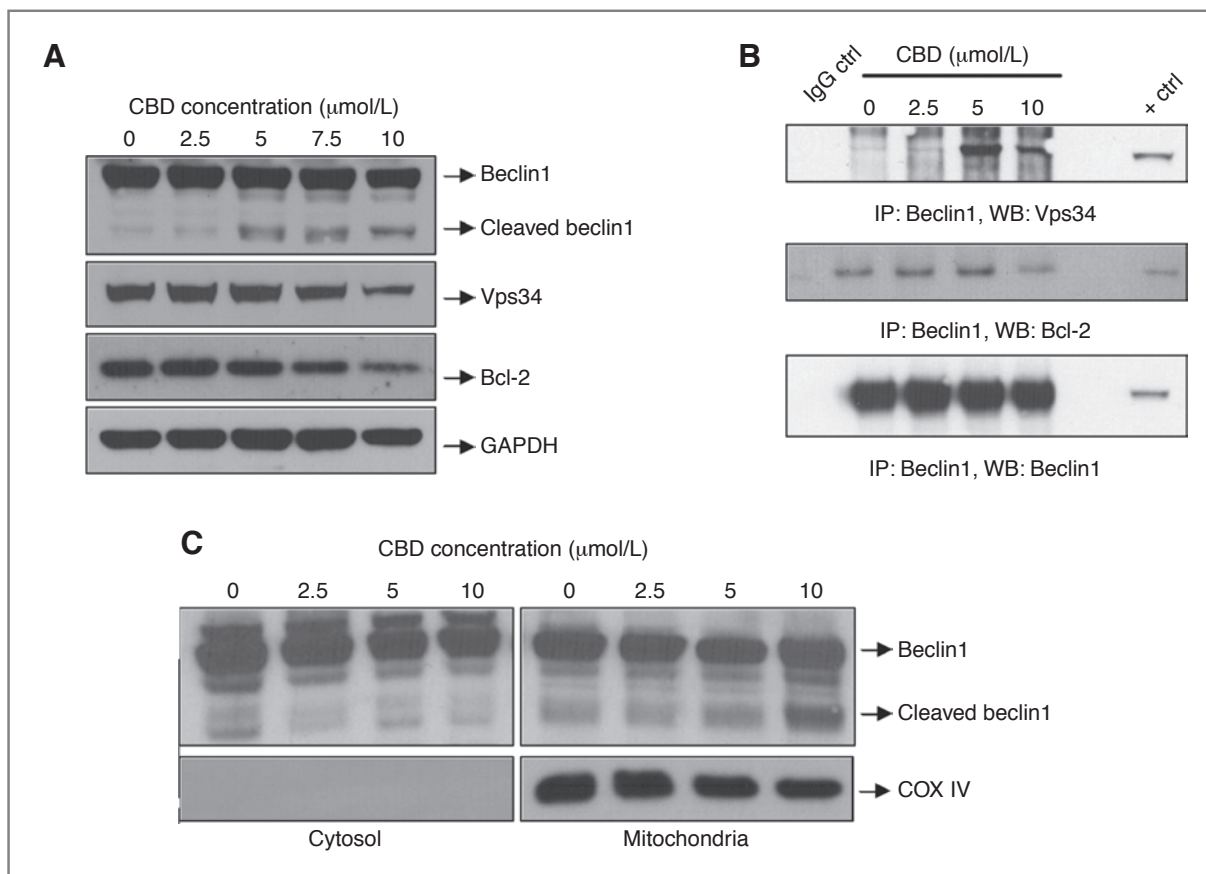 A
CBD concentration (μmol/L)
0 2.5 5 7.5 10
Beclin1
Cleaved beclin1
Vps34
Bcl-2
GAPDH
B
IgG ctrl
CBD (μmol/L)
+ ctrl
0 2.5 5 10
IP: Beclin1, WB: Vps34
IP: Beclin1, WB: Bcl-2
IP: Beclin1, WB: Beclin1
C
CBD concentration (μmol/L)
0 2.5 5 10 0 2.5 5 10
Beclin1
Cleaved beclin1
COX IV
Cytosol Mitochondria